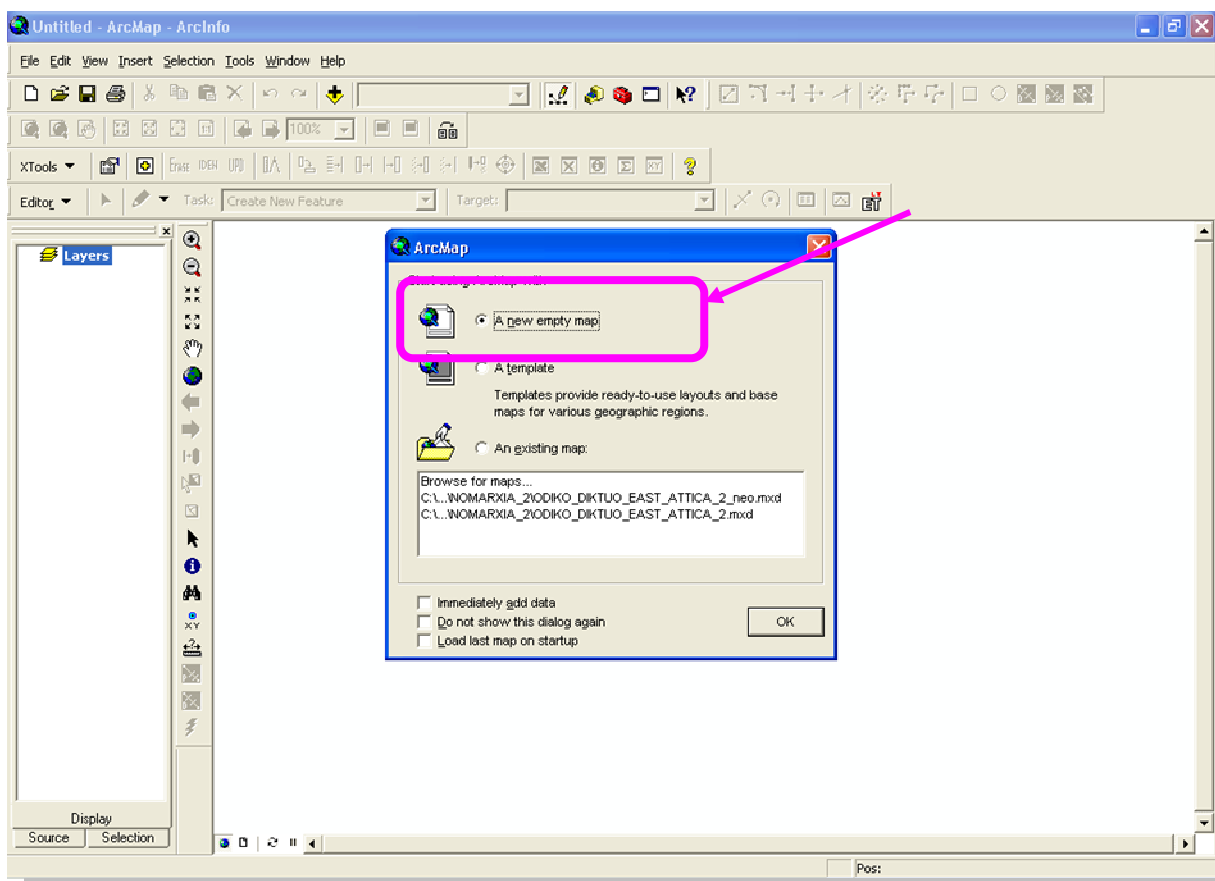 Untitled - ArcMap - ArcInfo
File Edit View Insert Selection Tools Window Help
100%
XTools
Editor Task: Create New Feature Target:
Layers
ArcMap
A new empty map
A template
Templates provide ready-to-use layouts and base
maps for various geographic regions.
An existing map:
Browse for maps...
C:\...\NOMARXIA_2\ODIKO_DIKTUO_EAST_ATTICA_2_neo.mxd
C:\...\NOMARXIA_2\ODIKO_DIKTUO_EAST_ATTICA_2.mxd
Immediately add data
Do not show this dialog again
OK
Load last map on startup
Display
Source Selection
Pos: